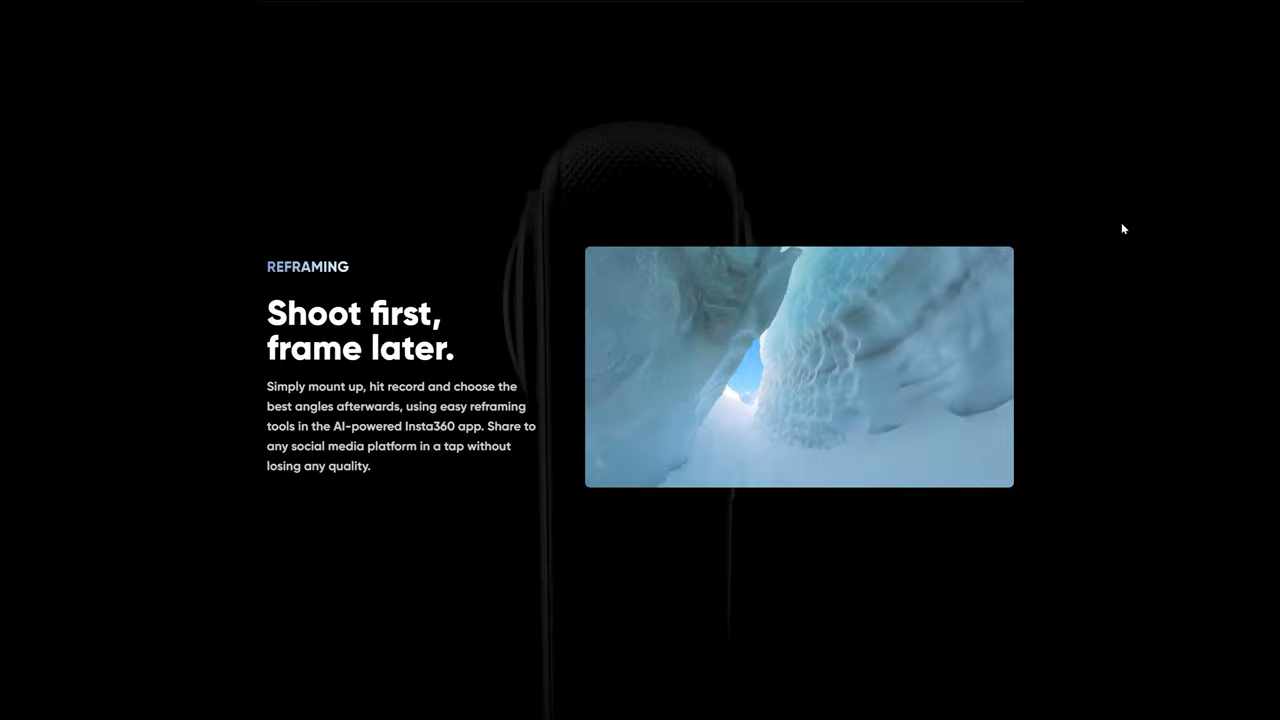 REFRAMING
Shoot first,
frame later.
Simply mount up, hit record and choose the
best angles afterwards, using easy reframing
tools in the AI-powered Insta360 app. Share to
any social media platform in a tap without
losing any quality.